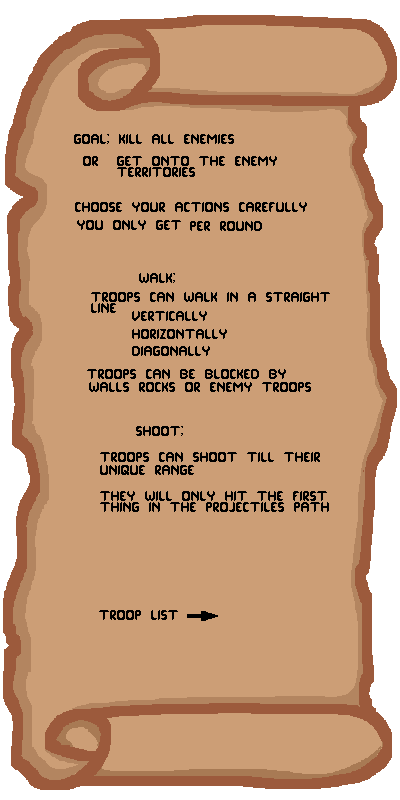 GOAL; KILL ALL ENEMIES
OR GET ONTO THE ENEMY
TERRITORIES
CHOOSE YOUR ACTIONS CAREFULLY
YOU ONLY GET PER ROUND
WALK;
TROOPS CAN WALK IN A STRAIGHT
LINE
VERTICALLY
HORIZONTALLY
DIAGONALLY
TROOPS CAN BE BLOCKED BY
WALLS ROCKS OR ENEMY TROOPS
SHOOT;
TROOPS CAN SHOOT TILL THEIR
UNIQUE RANGE
THEY WILL ONLY HIT THE FIRST
THING IN THE PROJECTILES PATH
TROOP LIST